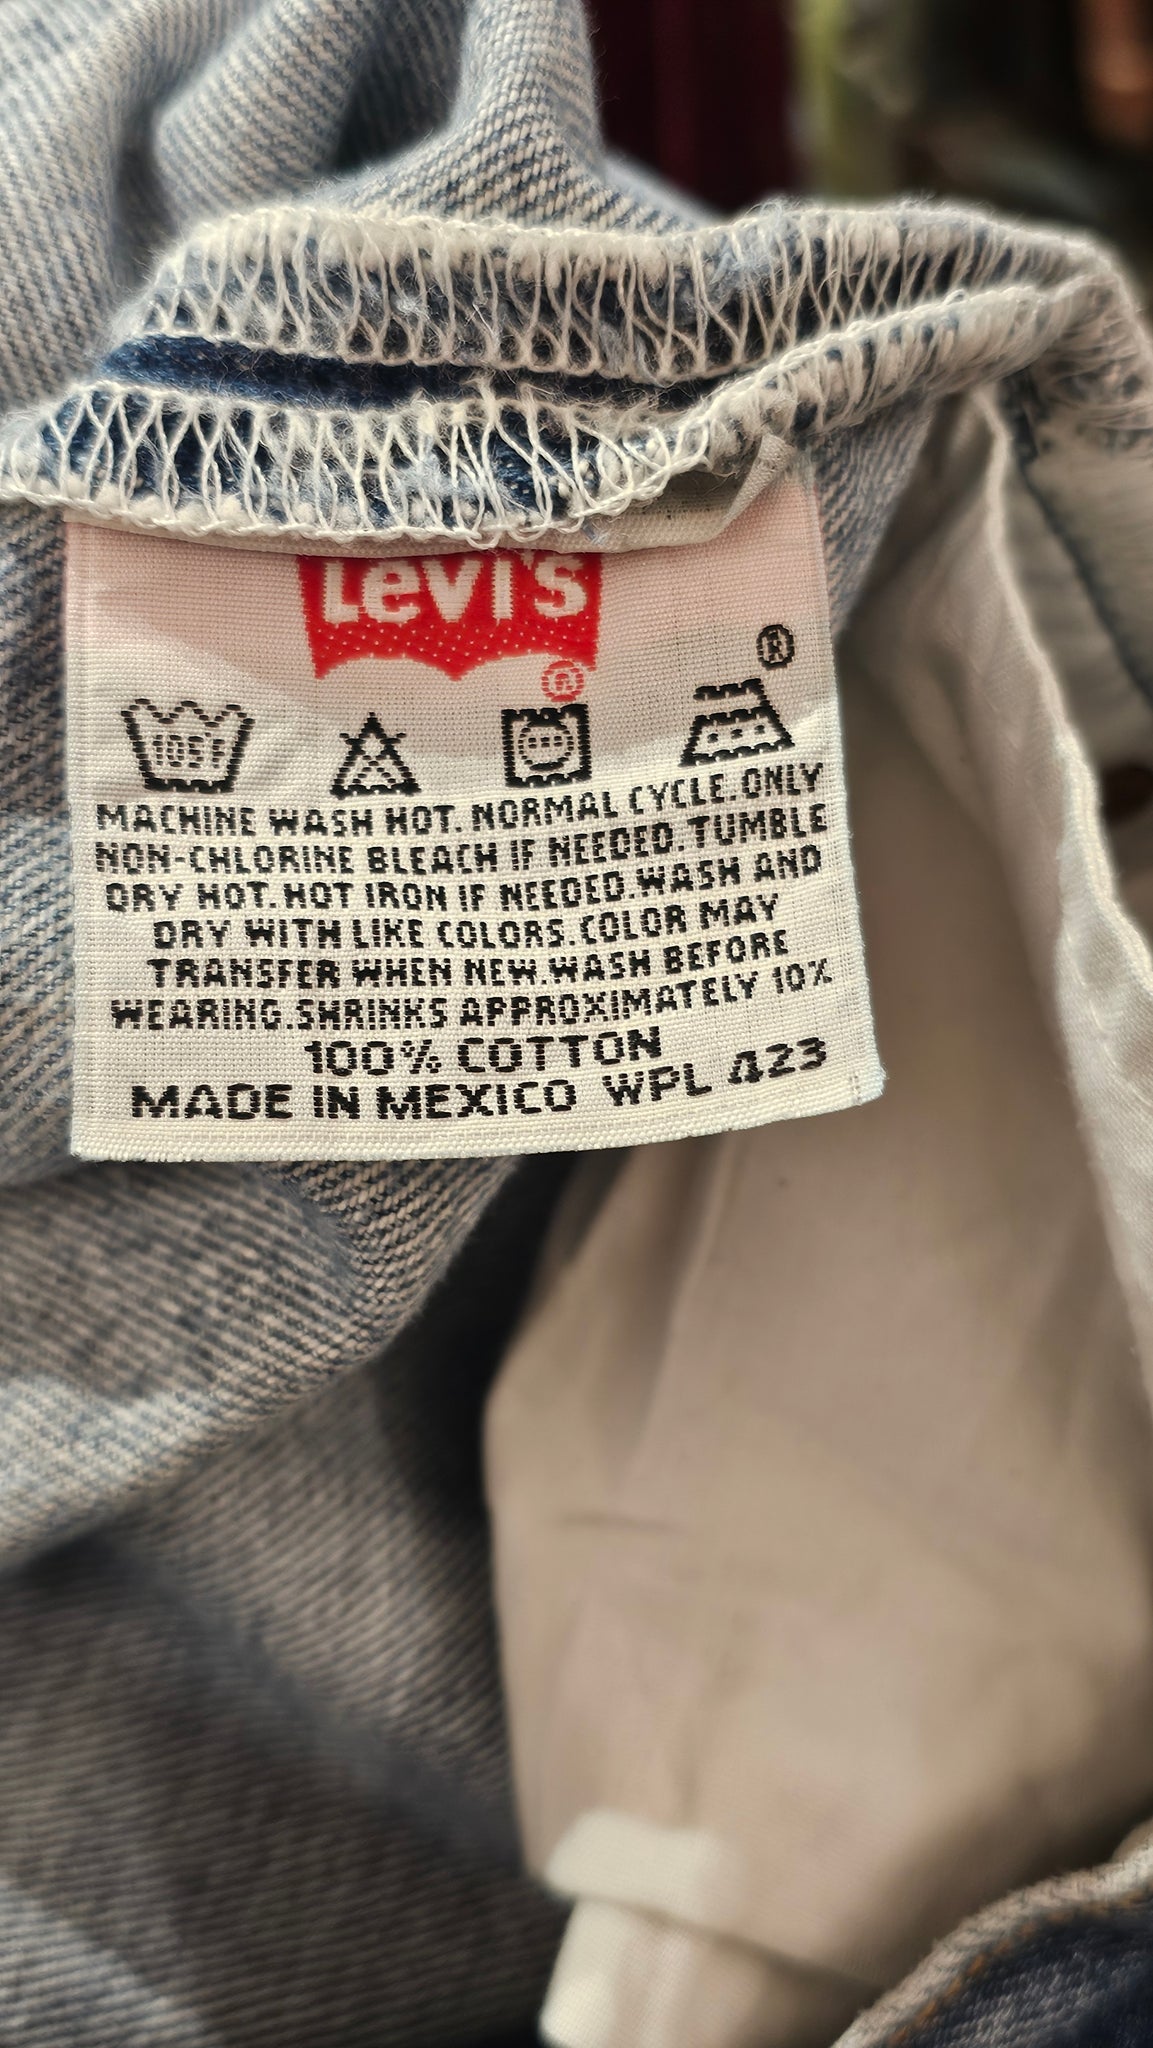 Levi's
®
®
105°F
MACHINE WASH HOT. NORMAL CYCLE. ONLY
NON-CHLORINE BLEACH IF NEEDED. TUMBLE
DRY HOT. HOT IRON IF NEEDED. WASH AND
DRY WITH LIKE COLORS. COLOR MAY
TRANSFER WHEN NEW. WASH BEFORE
WEARING. SHRINKS APPROXIMATELY 10%
100% COTTON
MADE IN MEXICO WPL 423